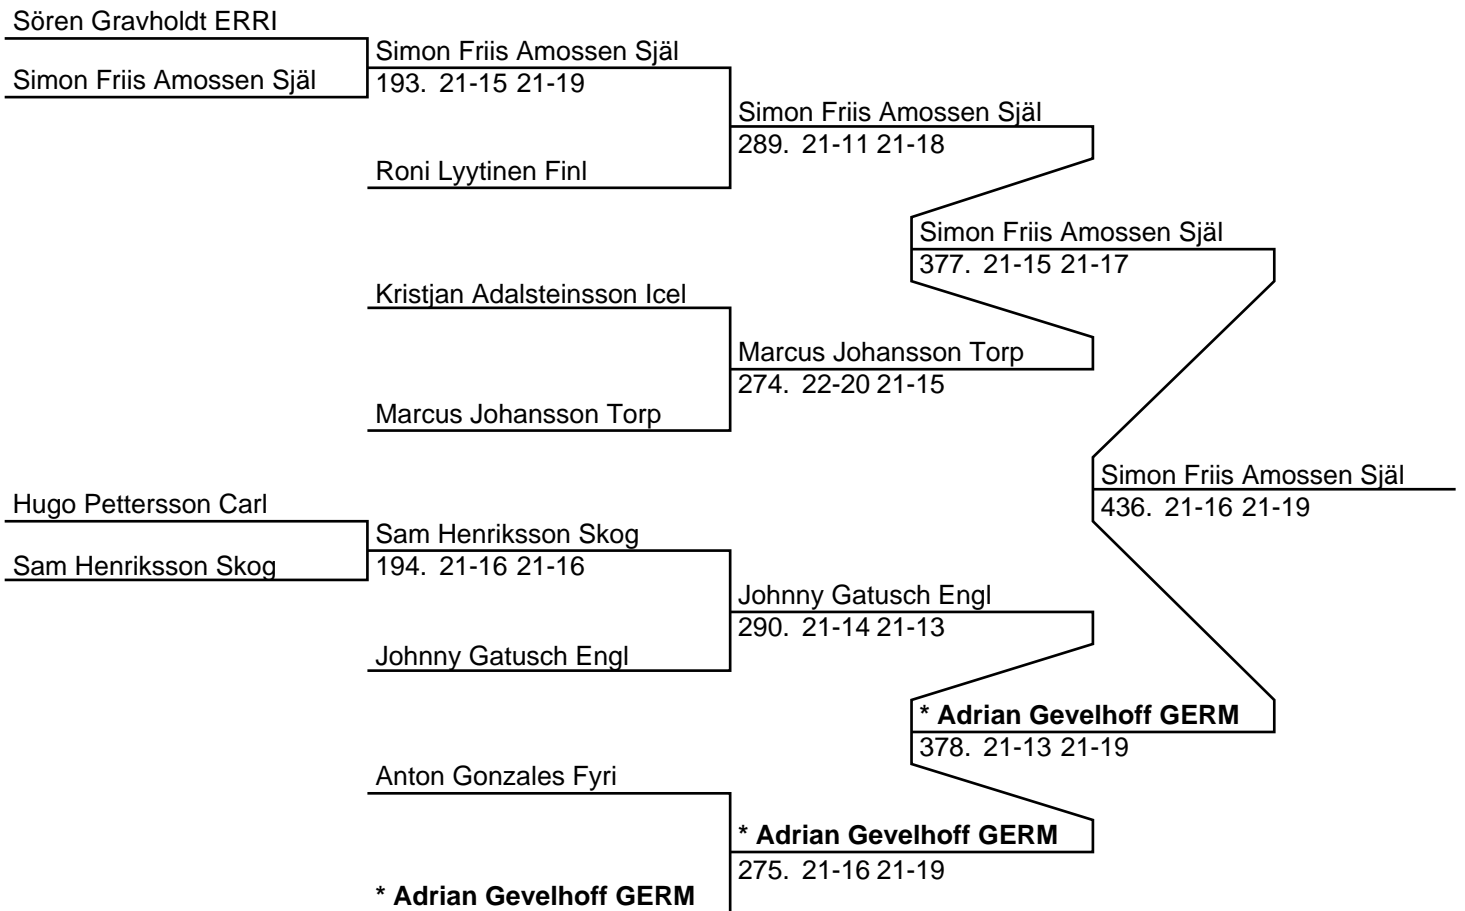 Sören Gravholdt ERRI
Simon Friis Amossen Själ
Simon Friis Amossen Själ
193. 21-15 21-19
Simon Friis Amossen Själ
289. 21-11 21-18
Roni Lyytinen Finl
Simon Friis Amossen Själ
377. 21-15 21-17
Kristjan Adalsteinsson Icel
Marcus Johansson Torp
274. 22-20 21-15
Marcus Johansson Torp
Simon Friis Amossen Själ
436. 21-16 21-19
Hugo Pettersson Carl
Sam Henriksson Skog
194. 21-16 21-16
Sam Henriksson Skog
Johnny Gatusch Engl
290. 21-14 21-13
Johnny Gatusch Engl
* Adrian Gevelhoff GERM
378. 21-13 21-19
Anton Gonzales Fyri
* Adrian Gevelhoff GERM
275. 21-16 21-19
* Adrian Gevelhoff GERM